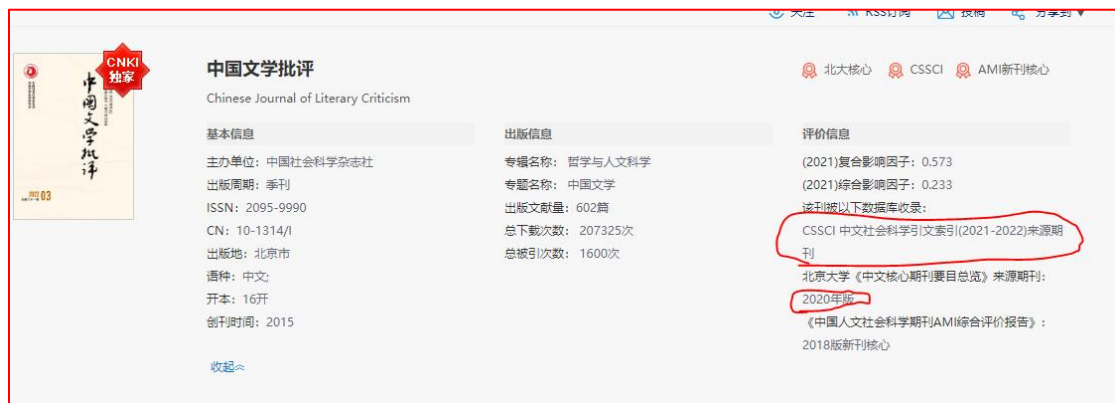 关注 RSS订阅 投稿 分享到▼
CNKI
独家
中国文学批评
2022 03
中国文学批评
Chinese Journal of Literary Criticism
北大核心 CSSCI AMI新刊核心
基本信息
主办单位：中国社会科学杂志社
出版周期：季刊
ISSN：2095-9990
CN：10-1314/I
出版地：北京市
语种：中文;
开本：16开
创刊时间：2015
收起
出版信息
专辑名称：哲学与人文科学
专题名称：中国文学
出版文献量：602篇
总下载次数：207325次
总被引次数：1600次
评价信息
(2021)复合影响因子：0.573
(2021)综合影响因子：0.233
该刊被以下数据库收录：
CSSCI 中文社会科学引文索引(2021-2022)来源期
刊
北京大学《中文核心期刊要目总览》来源期刊：
2020年版
《中国人文社会科学期刊AMI综合评价报告》：
2018版新刊核心